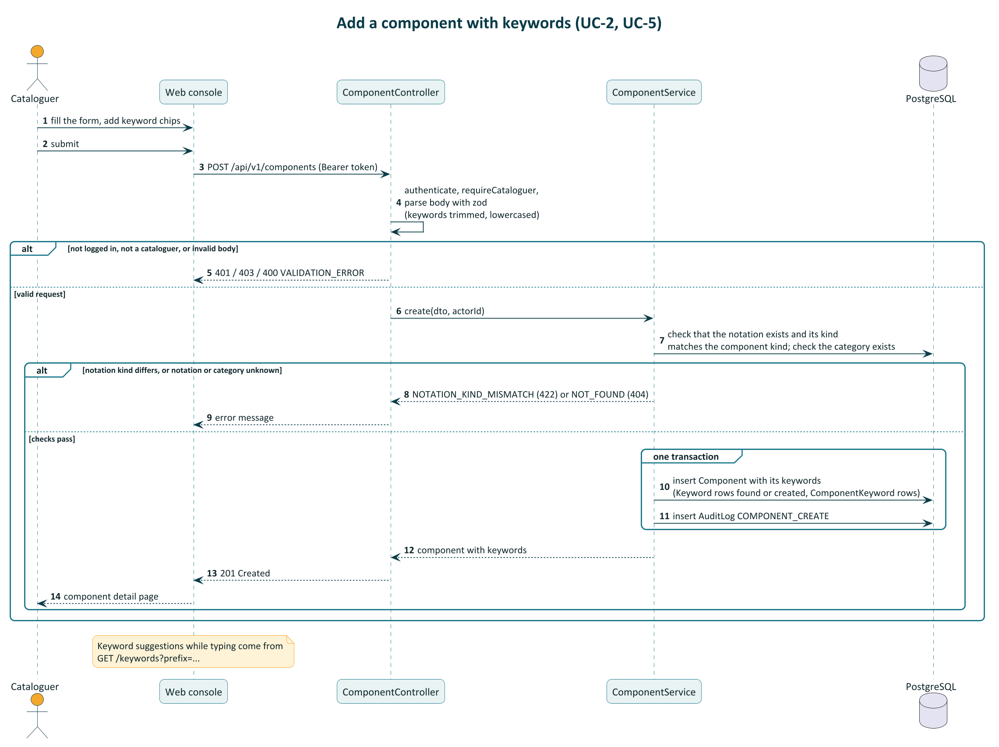 Add a component with keywords (UC-2, UC-5)
Cataloguer
Web console
ComponentController
ComponentService
PostgreSQL
1 fill the form, add keyword chips
2 submit
3 POST /api/v1/components (Bearer token)
authenticate, requireCataloguer,
4 parse body with zod
(keywords trimmed, lowercased)
alt [not logged in, not a cataloguer, or invalid body]
5 401 / 403 / 400 VALIDATION_ERROR
[valid request]
6 create(dto, actorId)
7 check that the notation exists and its kind
matches the component kind; check the category exists
alt [notation kind differs, or notation or category unknown]
8 NOTATION_KIND_MISMATCH (422) or NOT_FOUND (404)
9 error message
[checks pass]
one transaction
10 insert Component with its keywords
(Keyword rows found or created, ComponentKeyword rows)
11 insert AuditLog COMPONENT_CREATE
12 component with keywords
13 201 Created
14 component detail page
Keyword suggestions while typing come from
GET /keywords?prefix=...
Cataloguer
Web console
ComponentController
ComponentService
PostgreSQL